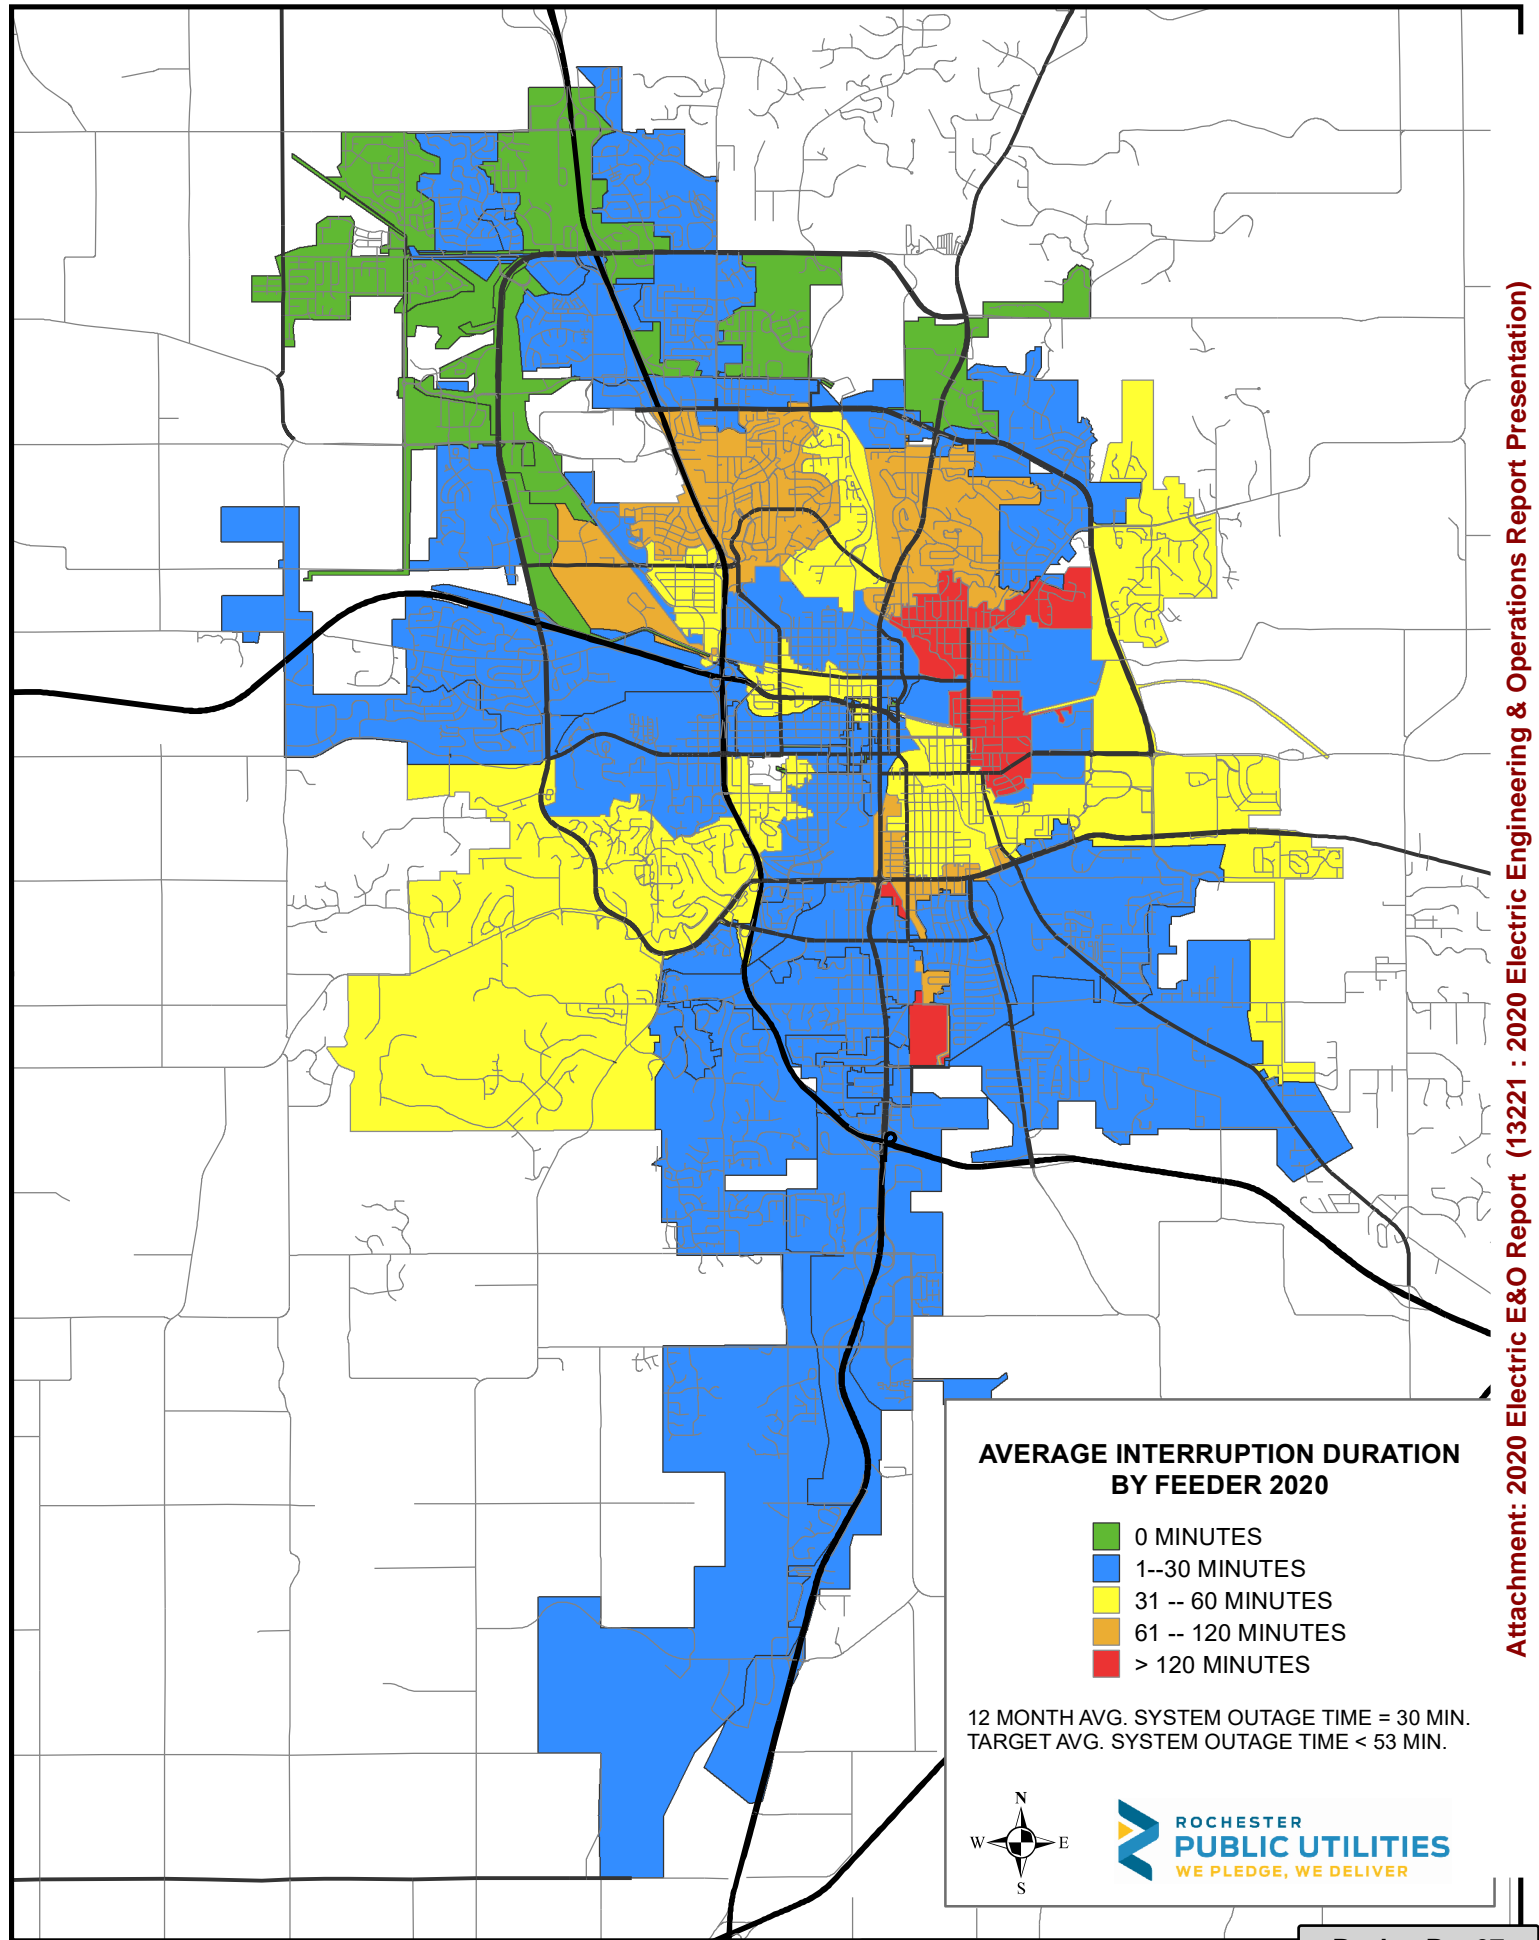 AVERAGE INTERRUPTION DURATION
BY FEEDER 2020
0 MINUTES
1--30 MINUTES
31 -- 60 MINUTES
61 -- 120 MINUTES
> 120 MINUTES
12 MONTH AVG. SYSTEM OUTAGE TIME = 30 MIN.
TARGET AVG. SYSTEM OUTAGE TIME < 53 MIN.
N
W E
S
ROCHESTER
PUBLIC UTILITIES
WE PLEDGE, WE DELIVER
Attachment: 2020 Electric E&O Report (13221 : 2020 Electric Engineering & Operations Report Presentation)